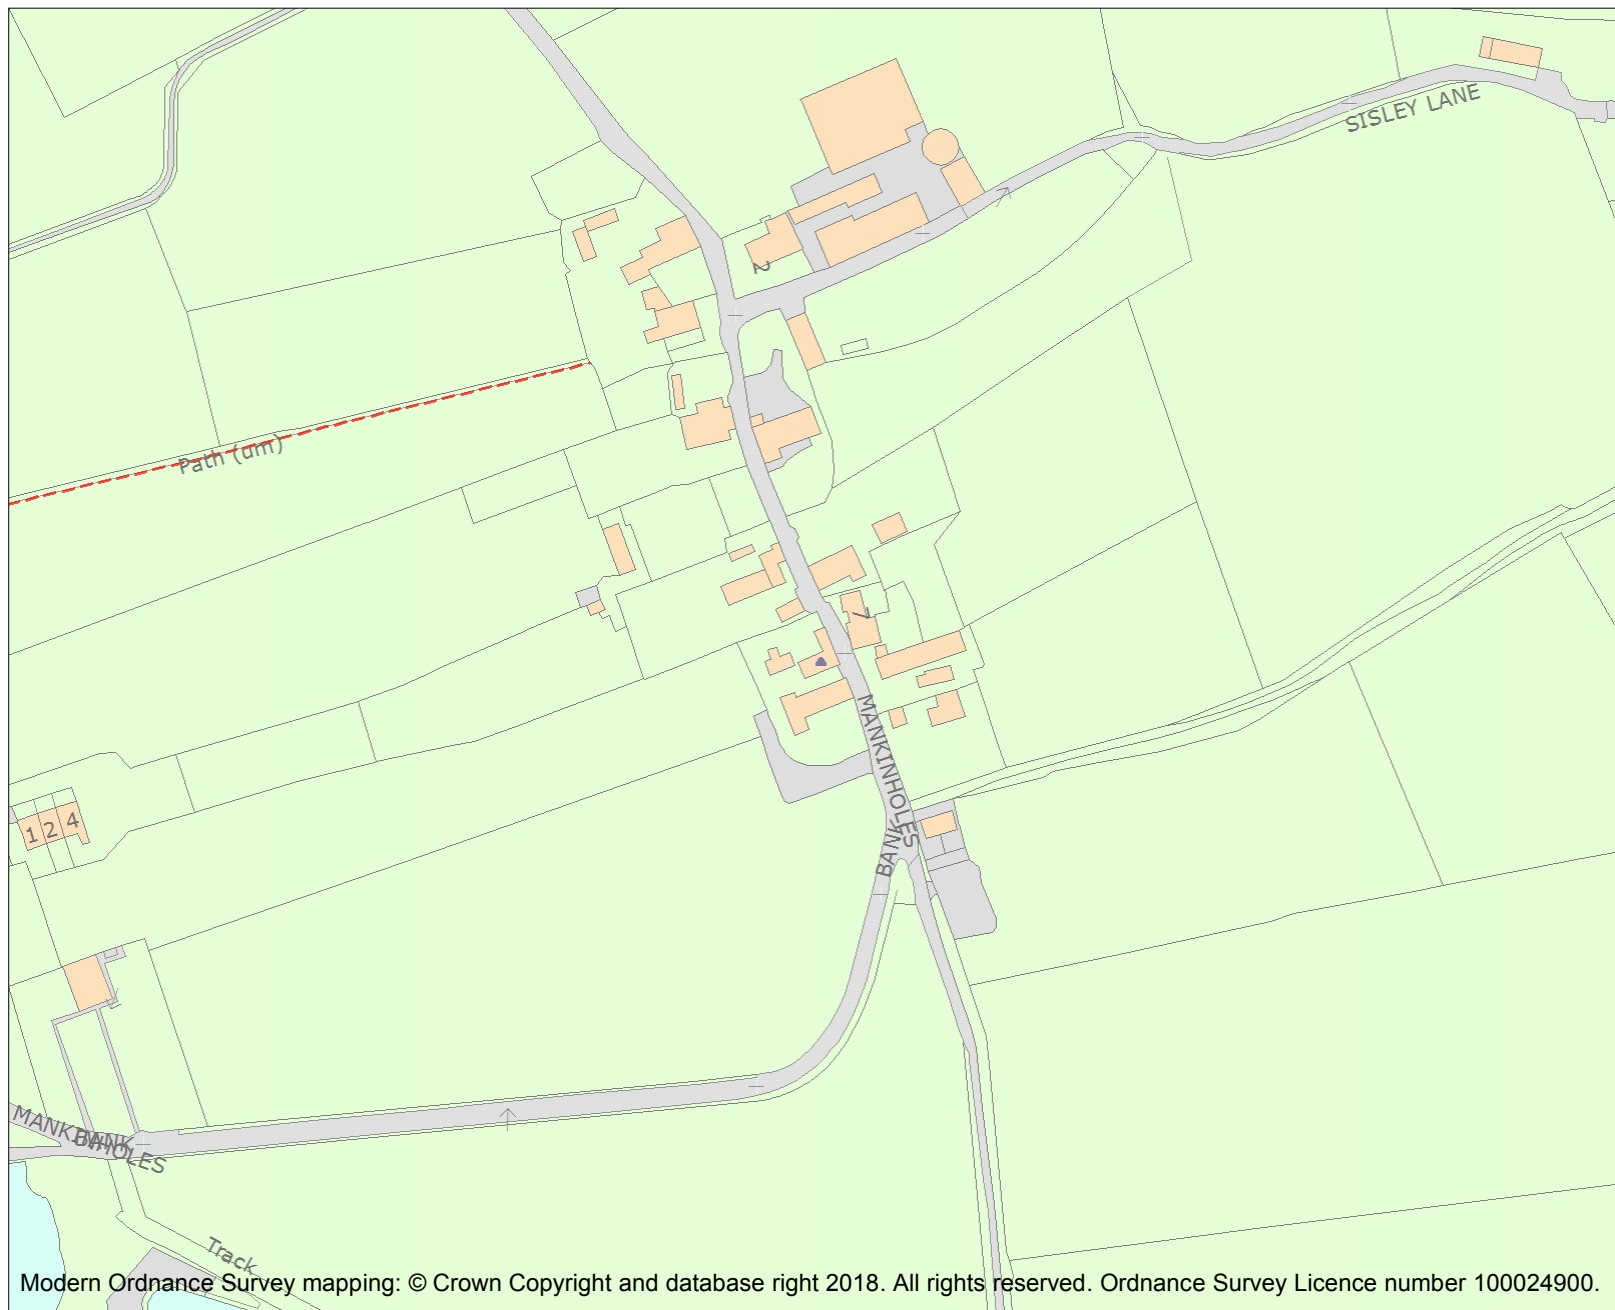 SISLEY LANE
2
Path (um)
7
MANKINHOLES
BANK
1 2 4
MANKINHOLES
BANK
Track
Modern Ordnance Survey mapping: © Crown Copyright and database right 2018. All rights reserved. Ordnance Survey Licence number 100024900.